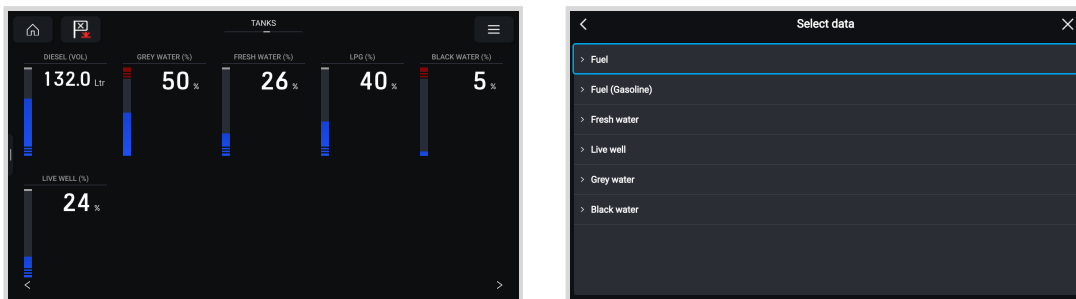 TANKS
DIESEL (VOL)
132.0 Ltr
GREY WATER (%)
50 %
FRESH WATER (%)
26 %
LPG (%)
40 %
BLACK WATER (%)
5 %
LIVE WELL (%)
24 %
Select data
Fuel
Fuel (Gasoline)
Fresh water
Live well
Grey water
Black water